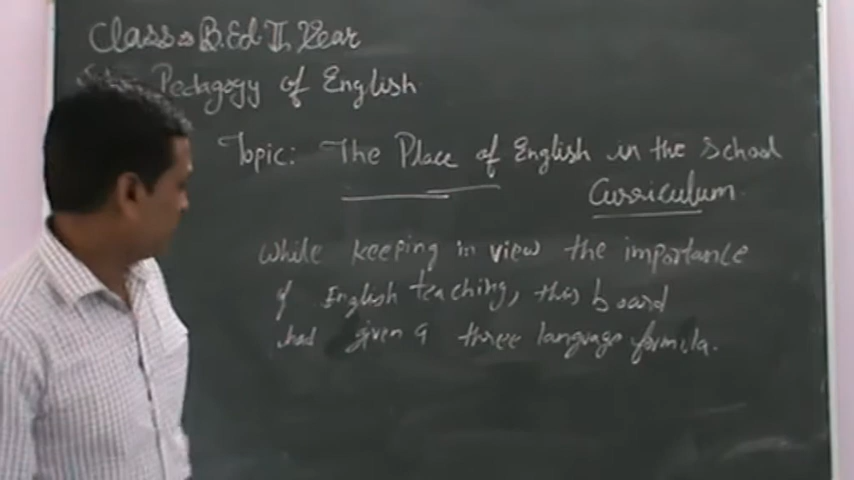 Class :- B.Ed. II Year
Pedagogy of English
Topic: The Place of English in the School
Curriculum.
While keeping in view the importance
of English teaching, this board
had given a three language formula.